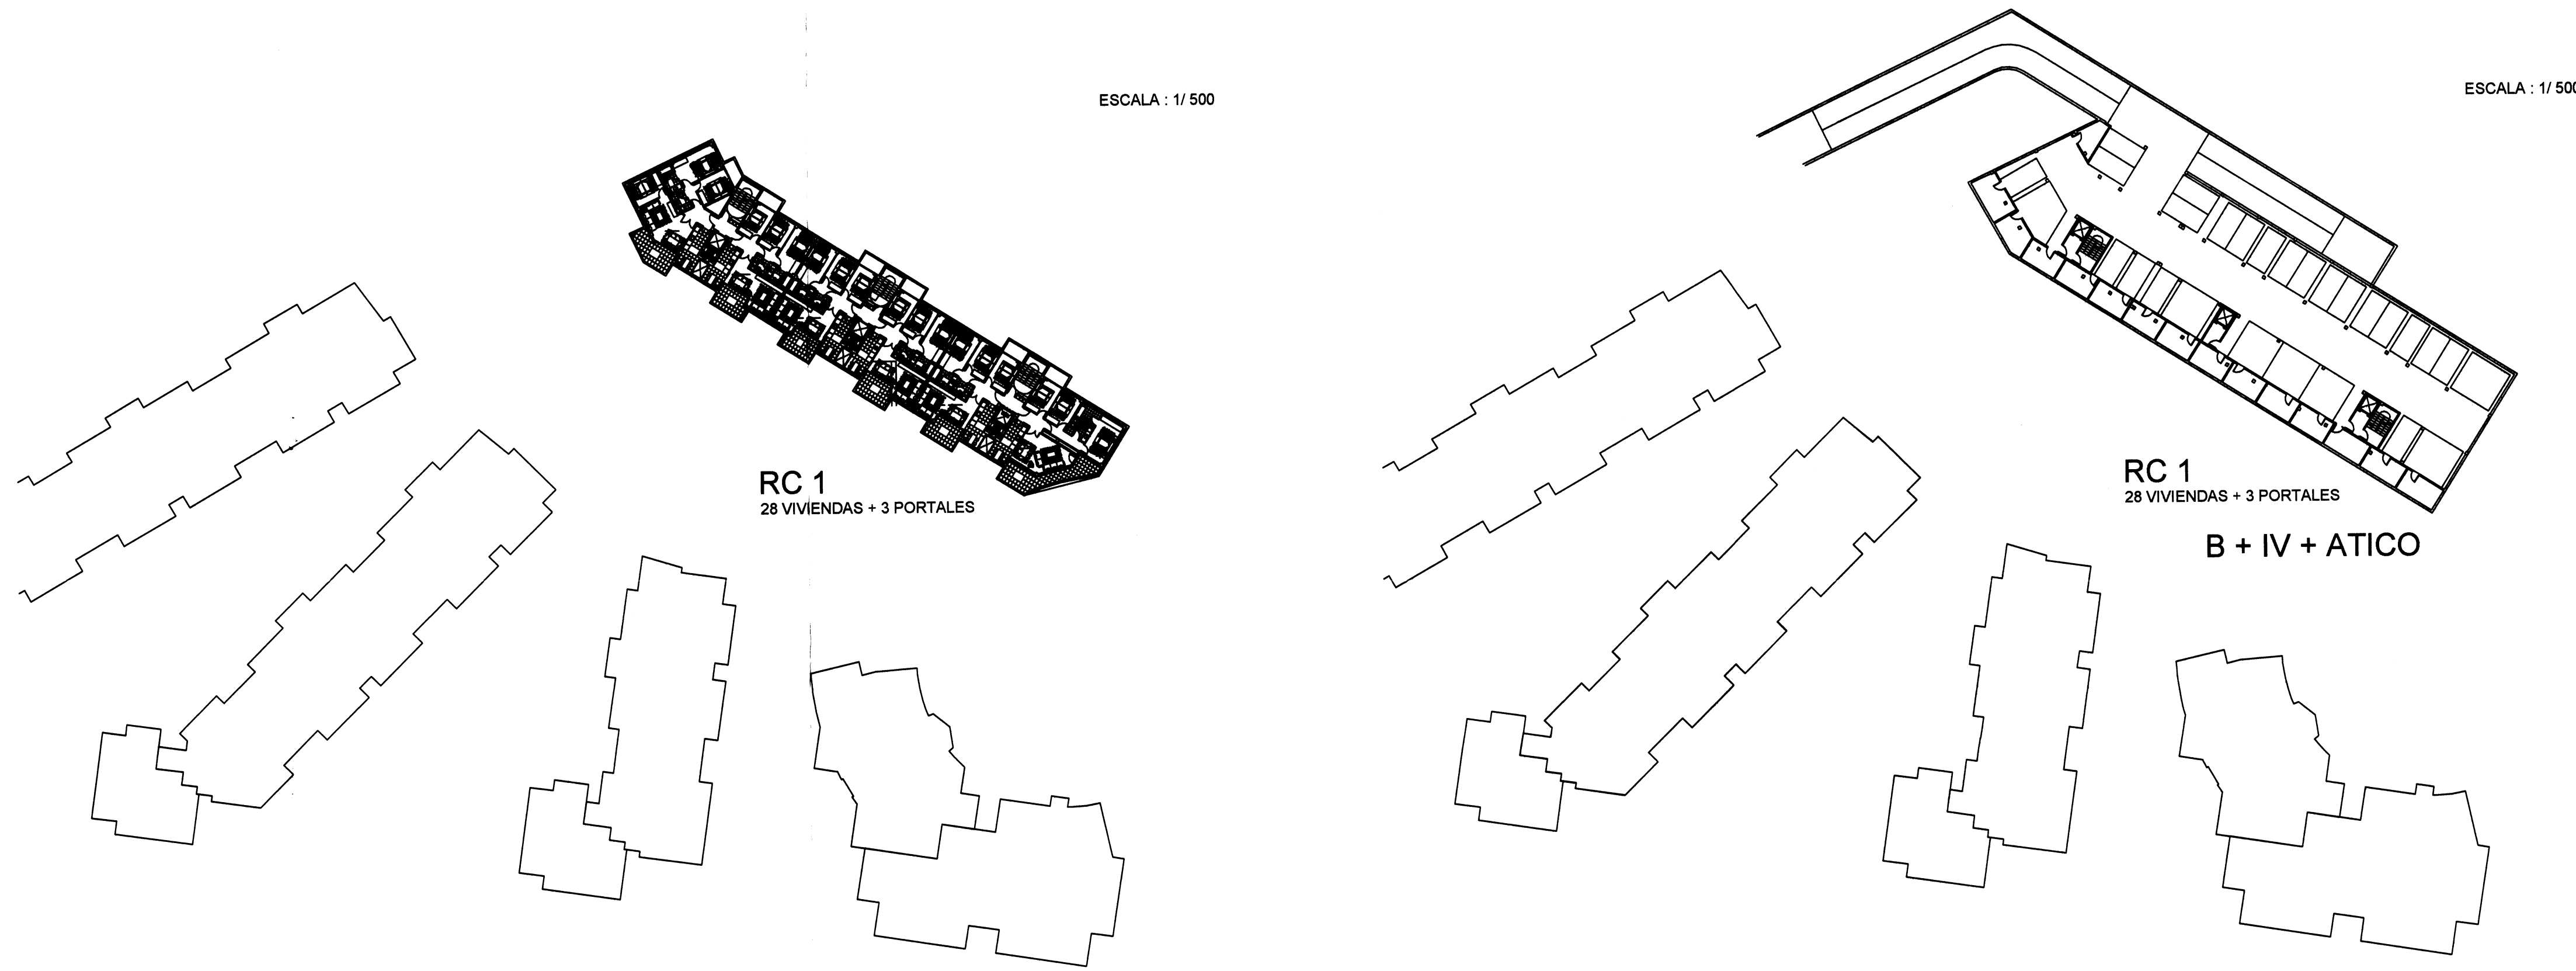 ESCALA : 1/ 500
RC 1
28 VIVIENDAS + 3 PORTALES
ESCALA : 1/ 500
RC 1
28 VIVIENDAS + 3 PORTALES
B + IV + ATICO